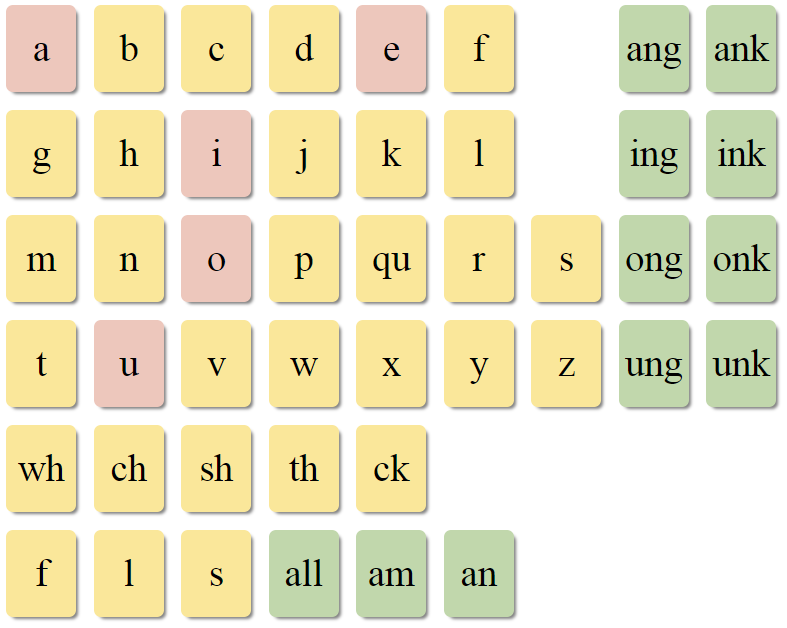 a b c d e f ang ank
g h i j k l ing ink
m n o p qu r s ong onk
t u v w x y z ung unk
wh ch sh th ck
f l s all am an